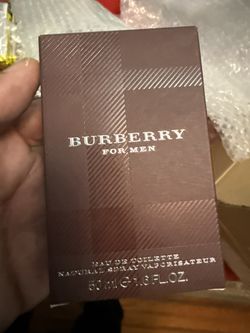 BURBERRY
FOR MEN
EAU DE TOILETTE
NATURAL SPRAY VAPORISATEUR
50 ml ℮ 1.6 FL.OZ.